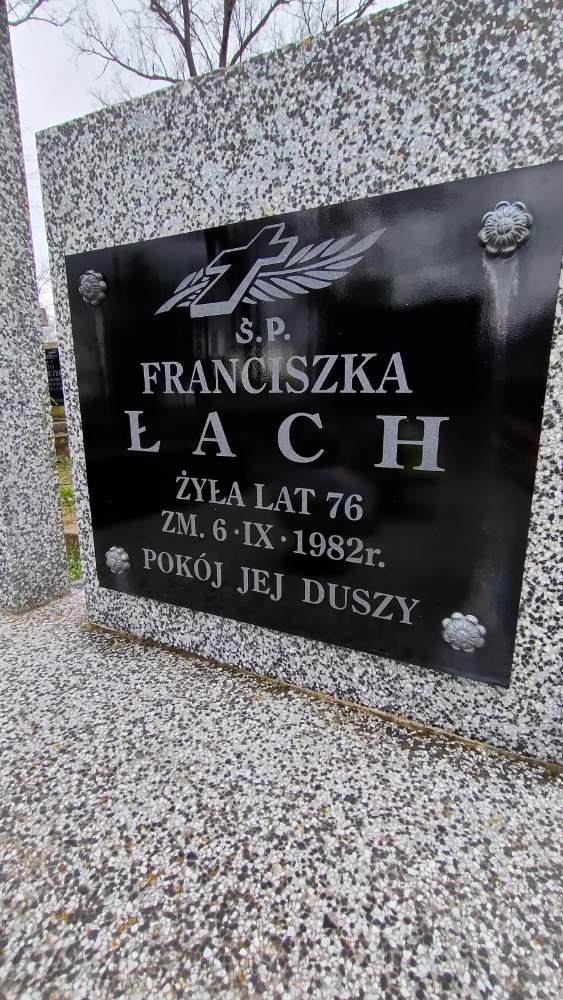 Ś.P.
FRANCISZKA
ŁACH
ŻYŁA LAT 76
ZM. 6·IX·1982r.
POKÓJ JEJ DUSZY